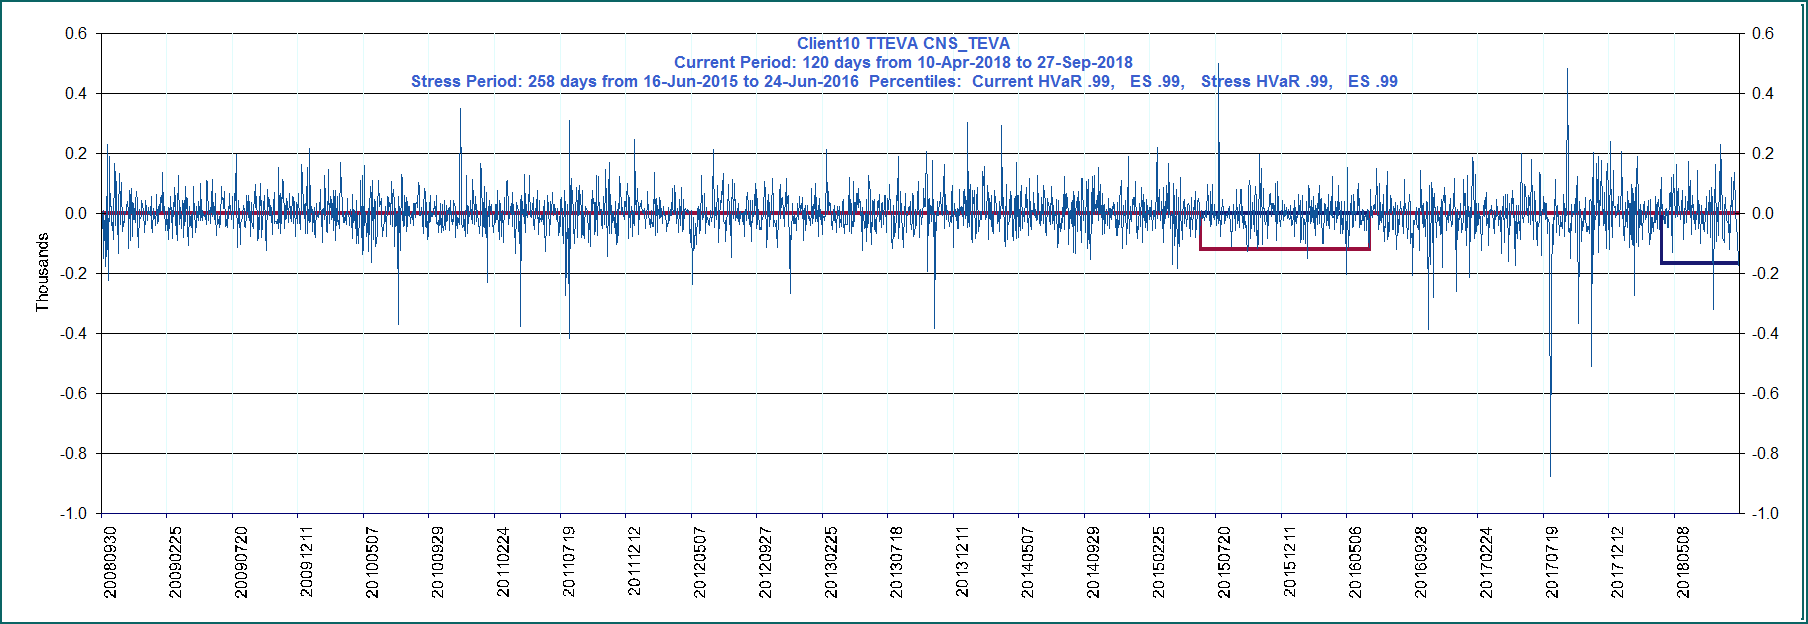 Client10 TTEVA CNS_TEVA
Current Period: 120 days from 10-Apr-2018 to 27-Sep-2018
Stress Period: 258 days from 16-Jun-2015 to 24-Jun-2016  Percentiles:  Current HVaR .99,   ES .99,   Stress HVaR .99,   ES .99
0.6 0.6
0.4 0.4
0.2 0.2
0.0 0.0
-0.2 -0.2
-0.4 -0.4
-0.6 -0.6
-0.8 -0.8
-1.0 -1.0
Thousands
20080930 20090225 20090720 20091211 20100507 20100929 20110224 20110719 20111212 20120507 20120927 20130225 20130718 20131211 20140507 20140929 20150225 20150720 20151211 20160506 20160928 20170224 20170719 20171212 20180508